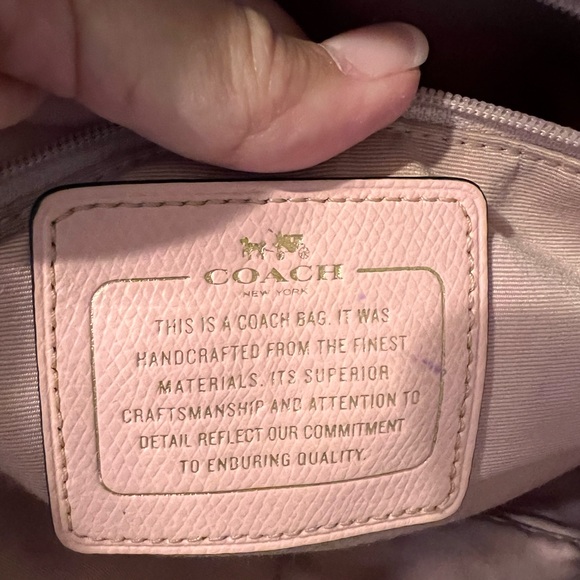 COACH
NEW YORK
THIS IS A COACH BAG. IT WAS
HANDCRAFTED FROM THE FINEST
MATERIALS. ITS SUPERIOR
CRAFTSMANSHIP AND ATTENTION TO
DETAIL REFLECT OUR COMMITMENT
TO ENDURING QUALITY.